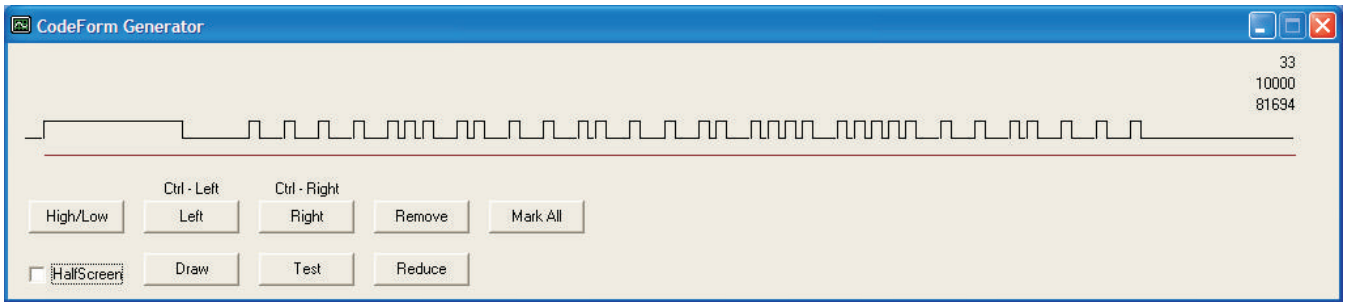 CodeForm Generator
33
10000
81694
Ctrl - Left Ctrl - Right
High/Low Left Right Remove Mark All
HalfScreen Draw Test Reduce